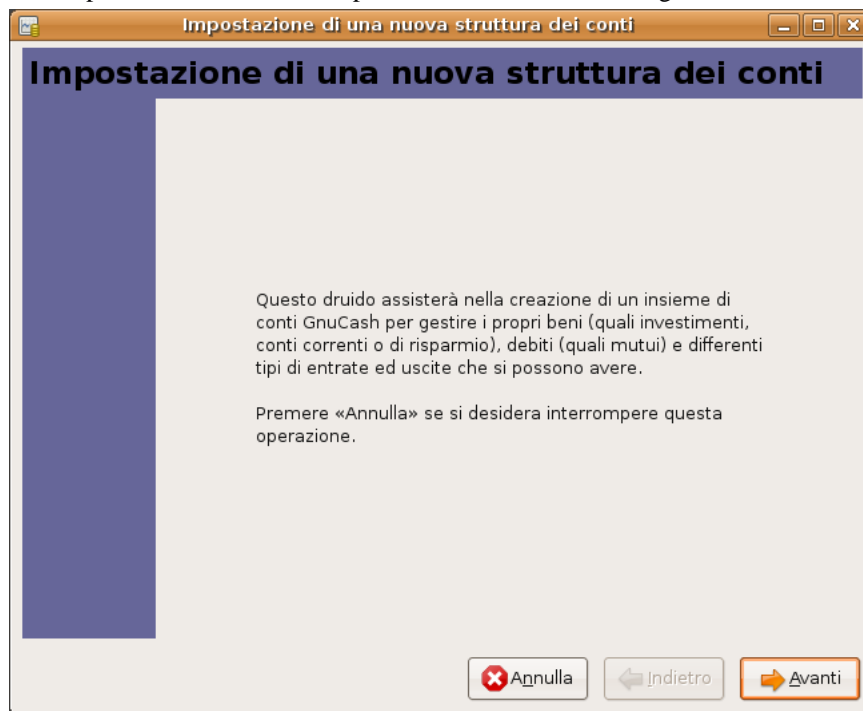 Impostazione di una nuova struttura dei conti
Impostazione di una nuova struttura dei conti
Questo druido assisterà nella creazione di un insieme di
conti GnuCash per gestire i propri beni (quali investimenti,
conti correnti o di risparmio), debiti (quali mutui) e differenti
tipi di entrate ed uscite che si possono avere.
Premere «Annulla» se si desidera interrompere questa
operazione.
Annulla
Indietro
Avanti